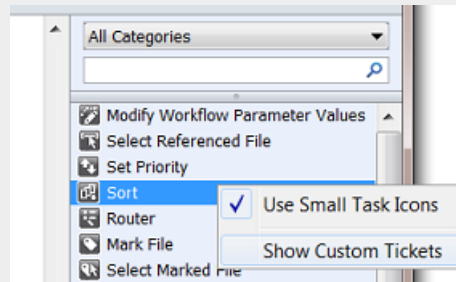 All Categories
Modify Workflow Parameter Values
Select Referenced File
Set Priority
Sort
Use Small Task Icons
Router
Mark File
Show Custom Tickets
Select Marked File